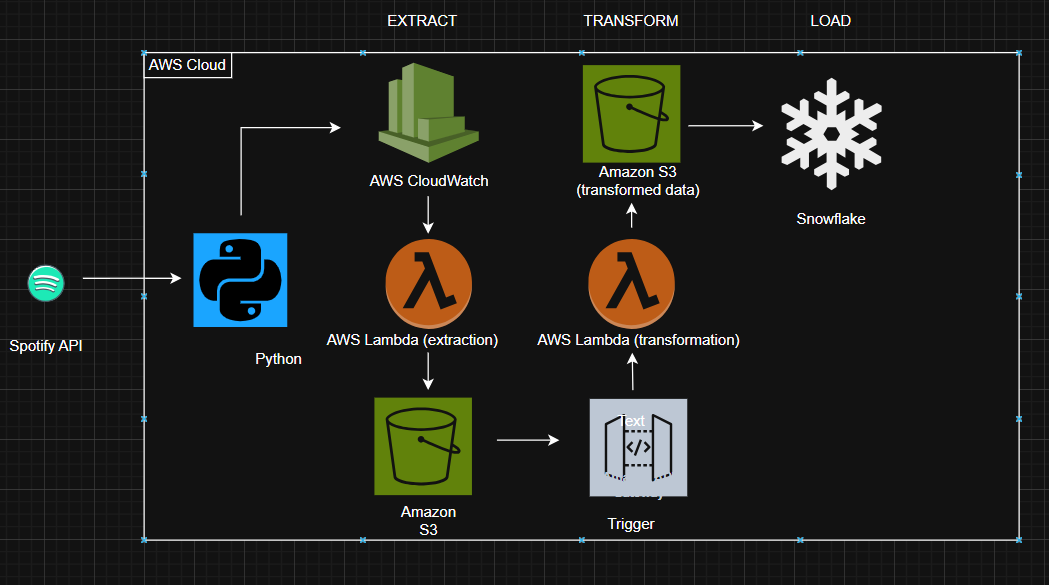 EXTRACT
TRANSFORM
LOAD
AWS Cloud
AWS CloudWatch
Amazon S3
(transformed data)
Snowflake
Spotify API
Python
AWS Lambda (extraction)
AWS Lambda (transformation)
Text
</>
Amazon
S3
Trigger